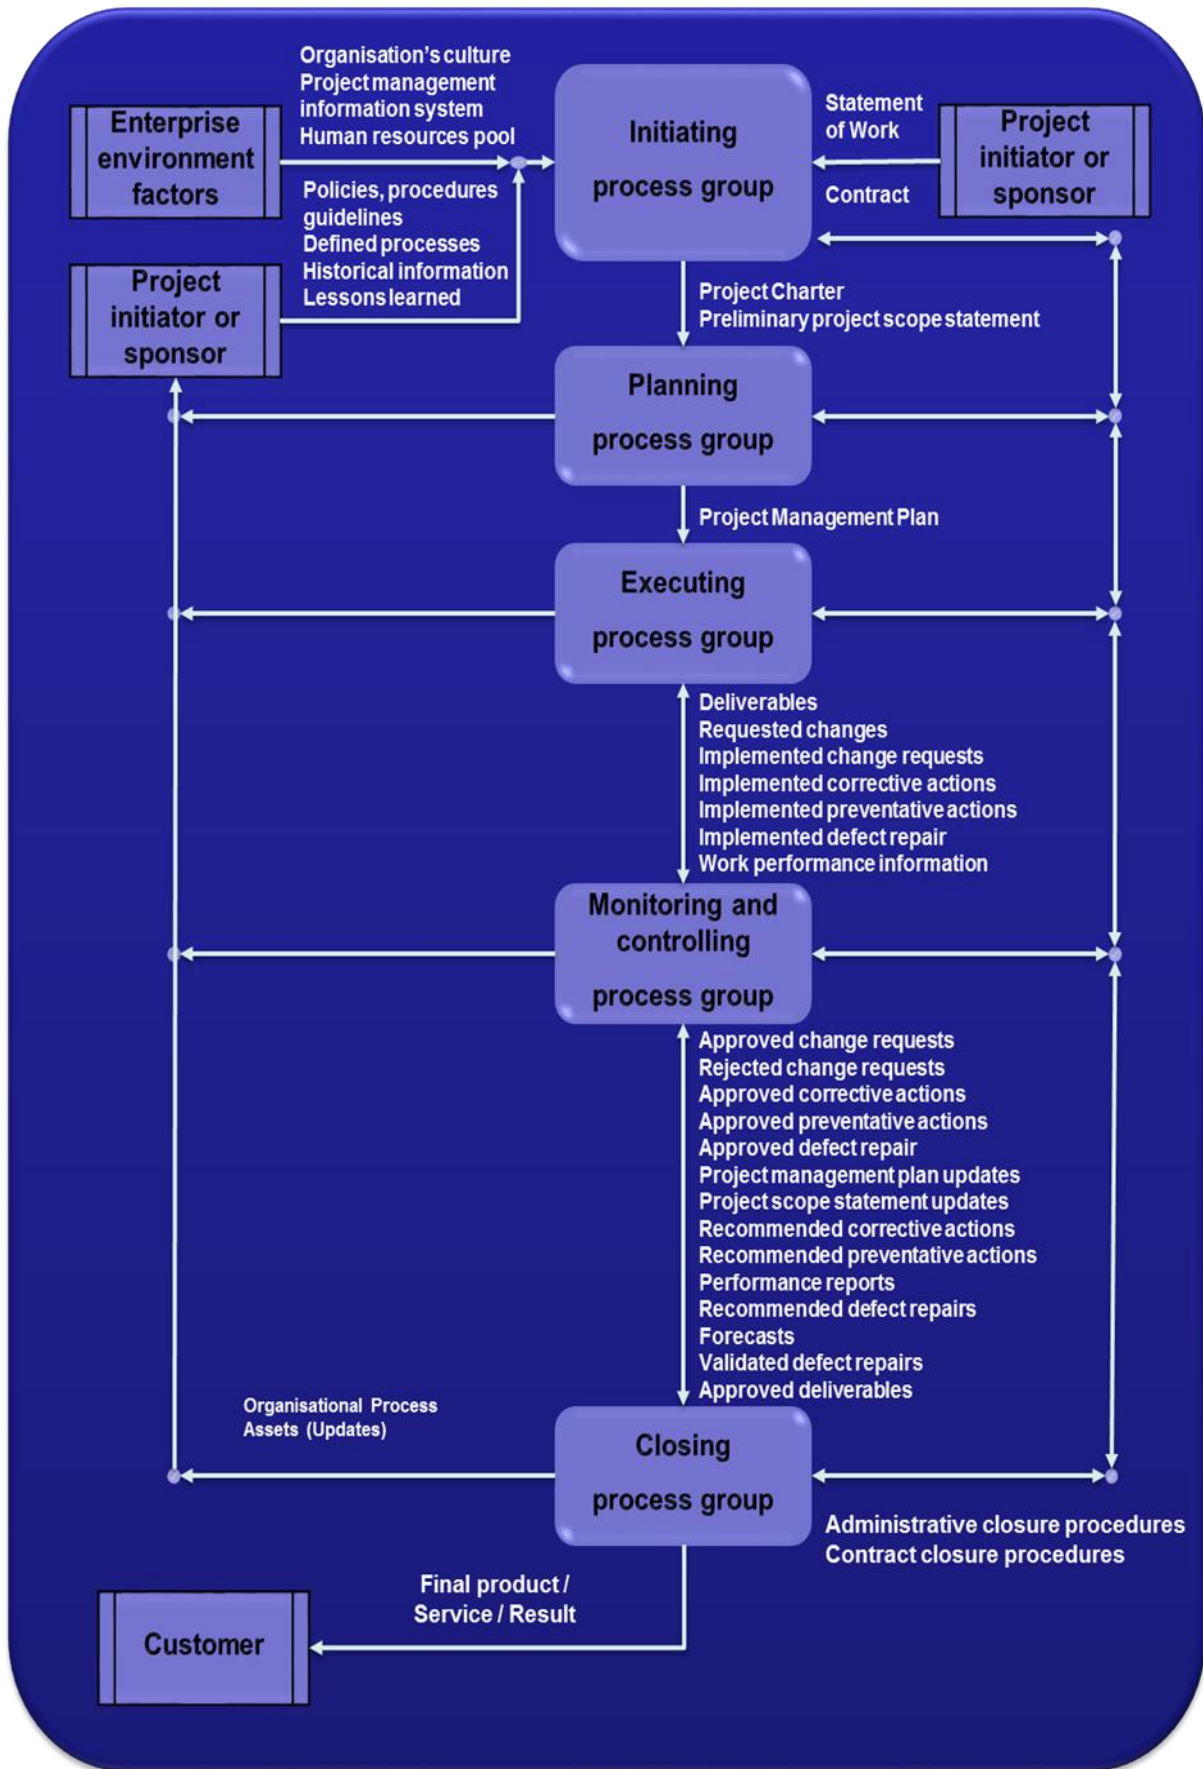 Organisation's culture
Project management
information system
Human resources pool
Enterprise
environment
factors
Initiating
process group
Statement
of Work
Contract
Project
initiator or
sponsor
Policies, procedures
guidelines
Defined processes
Historical information
Lessons learned
Project
initiator or
sponsor
Project Charter
Preliminary project scope statement
Planning
process group
Project Management Plan
Executing
process group
Deliverables
Requested changes
Implemented change requests
Implemented corrective actions
Implemented preventative actions
Implemented defect repair
Work performance information
Monitoring and
controlling
process group
Approved change requests
Rejected change requests
Approved corrective actions
Approved preventative actions
Approved defect repair
Project management plan updates
Project scope statement updates
Recommended corrective actions
Recommended preventative actions
Performance reports
Recommended defect repairs
Forecasts
Validated defect repairs
Approved deliverables
Organisational Process
Assets (Updates)
Closing
process group
Administrative closure procedures
Contract closure procedures
Final product /
Service / Result
Customer